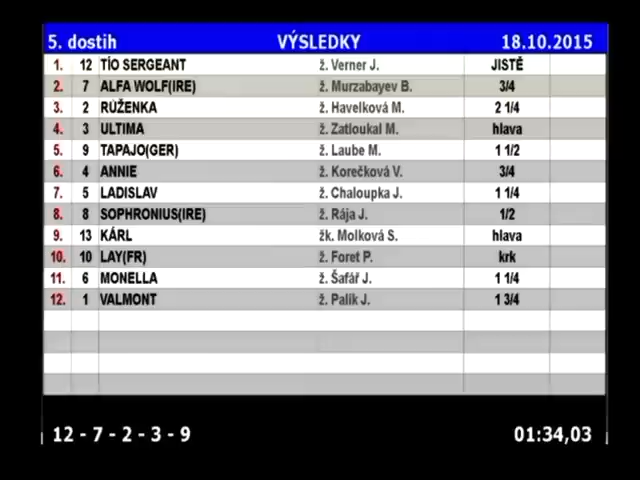 5. dostih VÝSLEDKY 18.10.2015
1. 12 TÍO SERGEANT ž. Verner J. JISTĚ
2. 7 ALFA WOLF(IRE) ž. Murzabayev B. 3/4
3. 2 RŮŽENKA ž. Havelková M. 2 1/4
4. 3 ULTIMA ž. Zatloukal M. hlava
5. 9 TAPAJO(GER) ž. Laube M. 1 1/2
6. 4 ANNIE ž. Korečková V. 3/4
7. 5 LADISLAV ž. Chaloupka J. 1 1/4
8. 8 SOPHRONIUS(IRE) ž. Rája J. 1/2
9. 13 KÁRL žk. Molková S. hlava
10. 10 LAY(FR) ž. Foret P. krk
11. 6 MONELLA ž. Šafář J. 1 1/4
12. 1 VALMONT ž. Palík J. 1 3/4
12 - 7 - 2 - 3 - 9 01:34,03